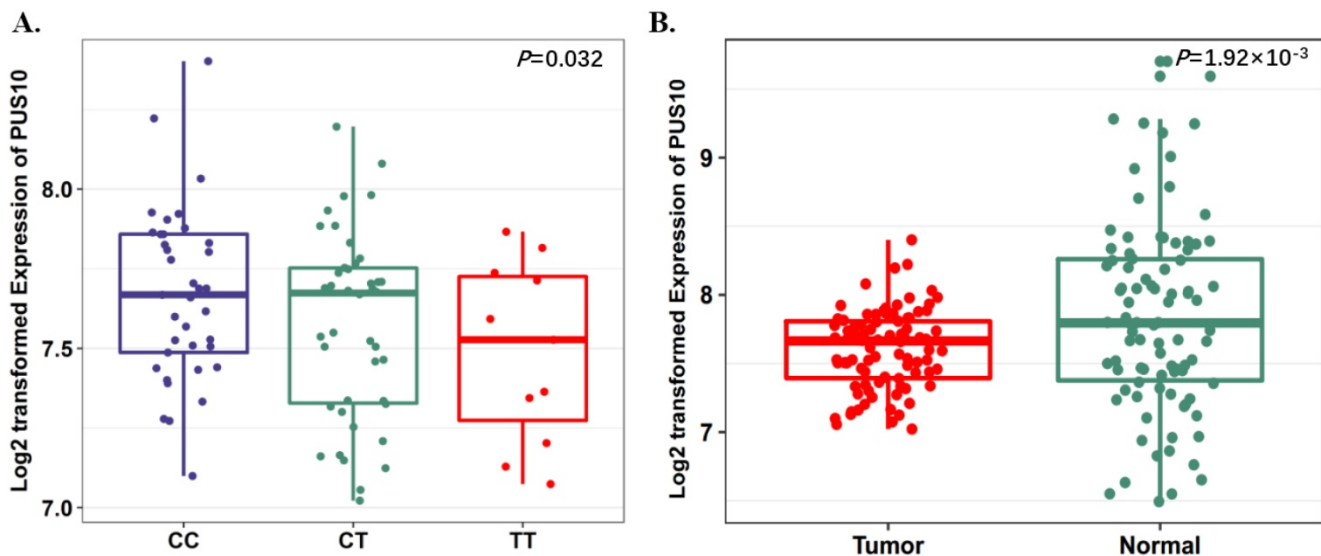 A.
P=0.032
Log2 transformed Expression of PUS10
8.0
7.5
7.0
CC CT TT
B.
P=1.92×10-3
Log2 transformed Expression of PUS10
9
8
7
Tumor Normal